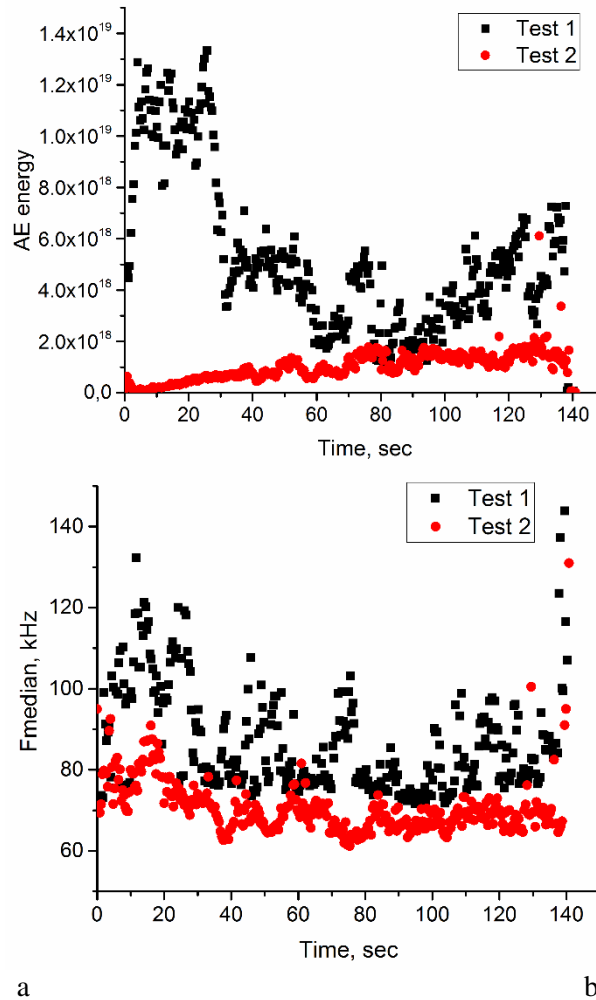 1.4x10¹⁹
1.2x10¹⁹
1.0x10¹⁹
8.0x10¹⁸
6.0x10¹⁸
4.0x10¹⁸
2.0x10¹⁸
0,0
AE energy
Test 1
Test 2
0 20 40 60 80 100 120 140
Time, sec
140
120
100
80
60
Fmedian, kHz
Test 1
Test 2
0 20 40 60 80 100 120 140
Time, sec
a b